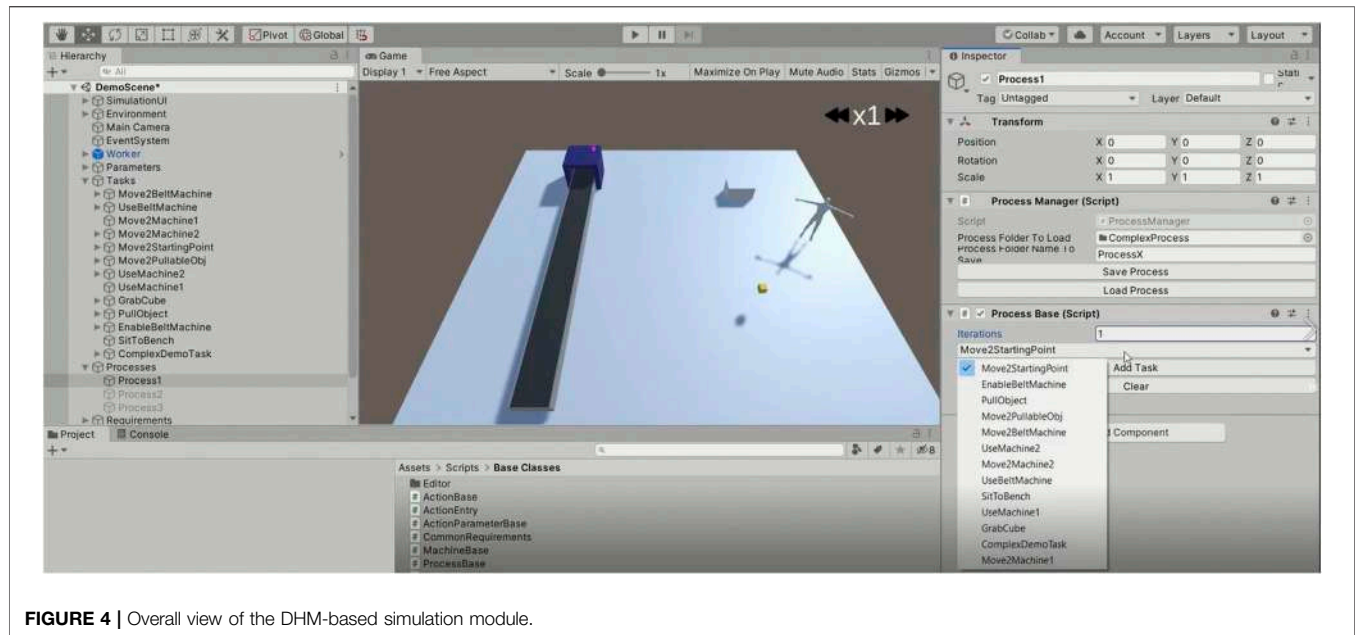 Pivot Global Collab Account Layers Layout
Hierarchy
All
DemoScene*
SimulationUI
Environment
Main Camera
EventSystem
Worker
Parameters
Tasks
Move2BeltMachine
UseBeltMachine
Move2Machine1
Move2Machine2
Move2StartingPoint
Move2PullableObj
UseMachine2
UseMachine1
GrabCube
PullObject
EnableBeltMachine
SitToBench
ComplexDemoTask
Processes
Process1
Process2
Process3
Requirements
Game
Display 1 Free Aspect Scale 1x Maximize On Play Mute Audio Stats Gizmos
x1
Inspector
Process1 Stati
Tag Untagged Layer Default
Transform
Position X 0 Y 0 Z 0
Rotation X 0 Y 0 Z 0
Scale X 1 Y 1 Z 1
Process Manager (Script)
Script ProcessManager
Process Folder To Load ComplexProcess
Process Folder Name To
Save ProcessX
Save Process
Load Process
Process Base (Script)
Iterations 1
Move2StartingPoint
Add Task
Clear
Component
Move2StartingPoint
EnableBeltMachine
PullObject
Move2PullableObj
Move2BeltMachine
UseMachine2
Move2Machine2
UseBeltMachine
SitToBench
UseMachine1
GrabCube
ComplexDemoTask
Move2Machine1
Project Console
8
Assets > Scripts > Base Classes
Editor
ActionBase
ActionEntry
ActionParameterBase
CommonRequirements
MachineBase
ProcessBase
FIGURE 4 | Overall view of the DHM-based simulation module.